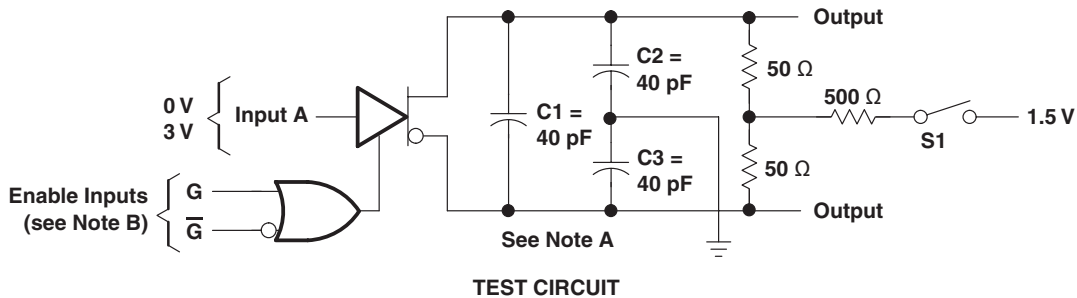 Output
C2 =
40 pF
50 Ω
500 Ω
0 V
3 V
Input A
C1 =
40 pF
1.5 V
S1
C3 =
40 pF
50 Ω
Enable Inputs
(see Note B)
G
G̅
Output
See Note A
TEST CIRCUIT